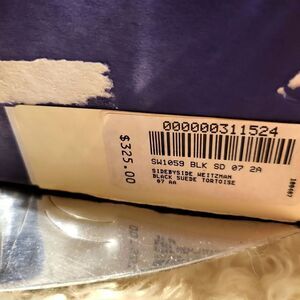 000000311524
SW1059 BLK SD 07 2A
SIDEBYSIDE WEITZMAN
BLACK SUEDE TORTOISE
07 AA
$325.00